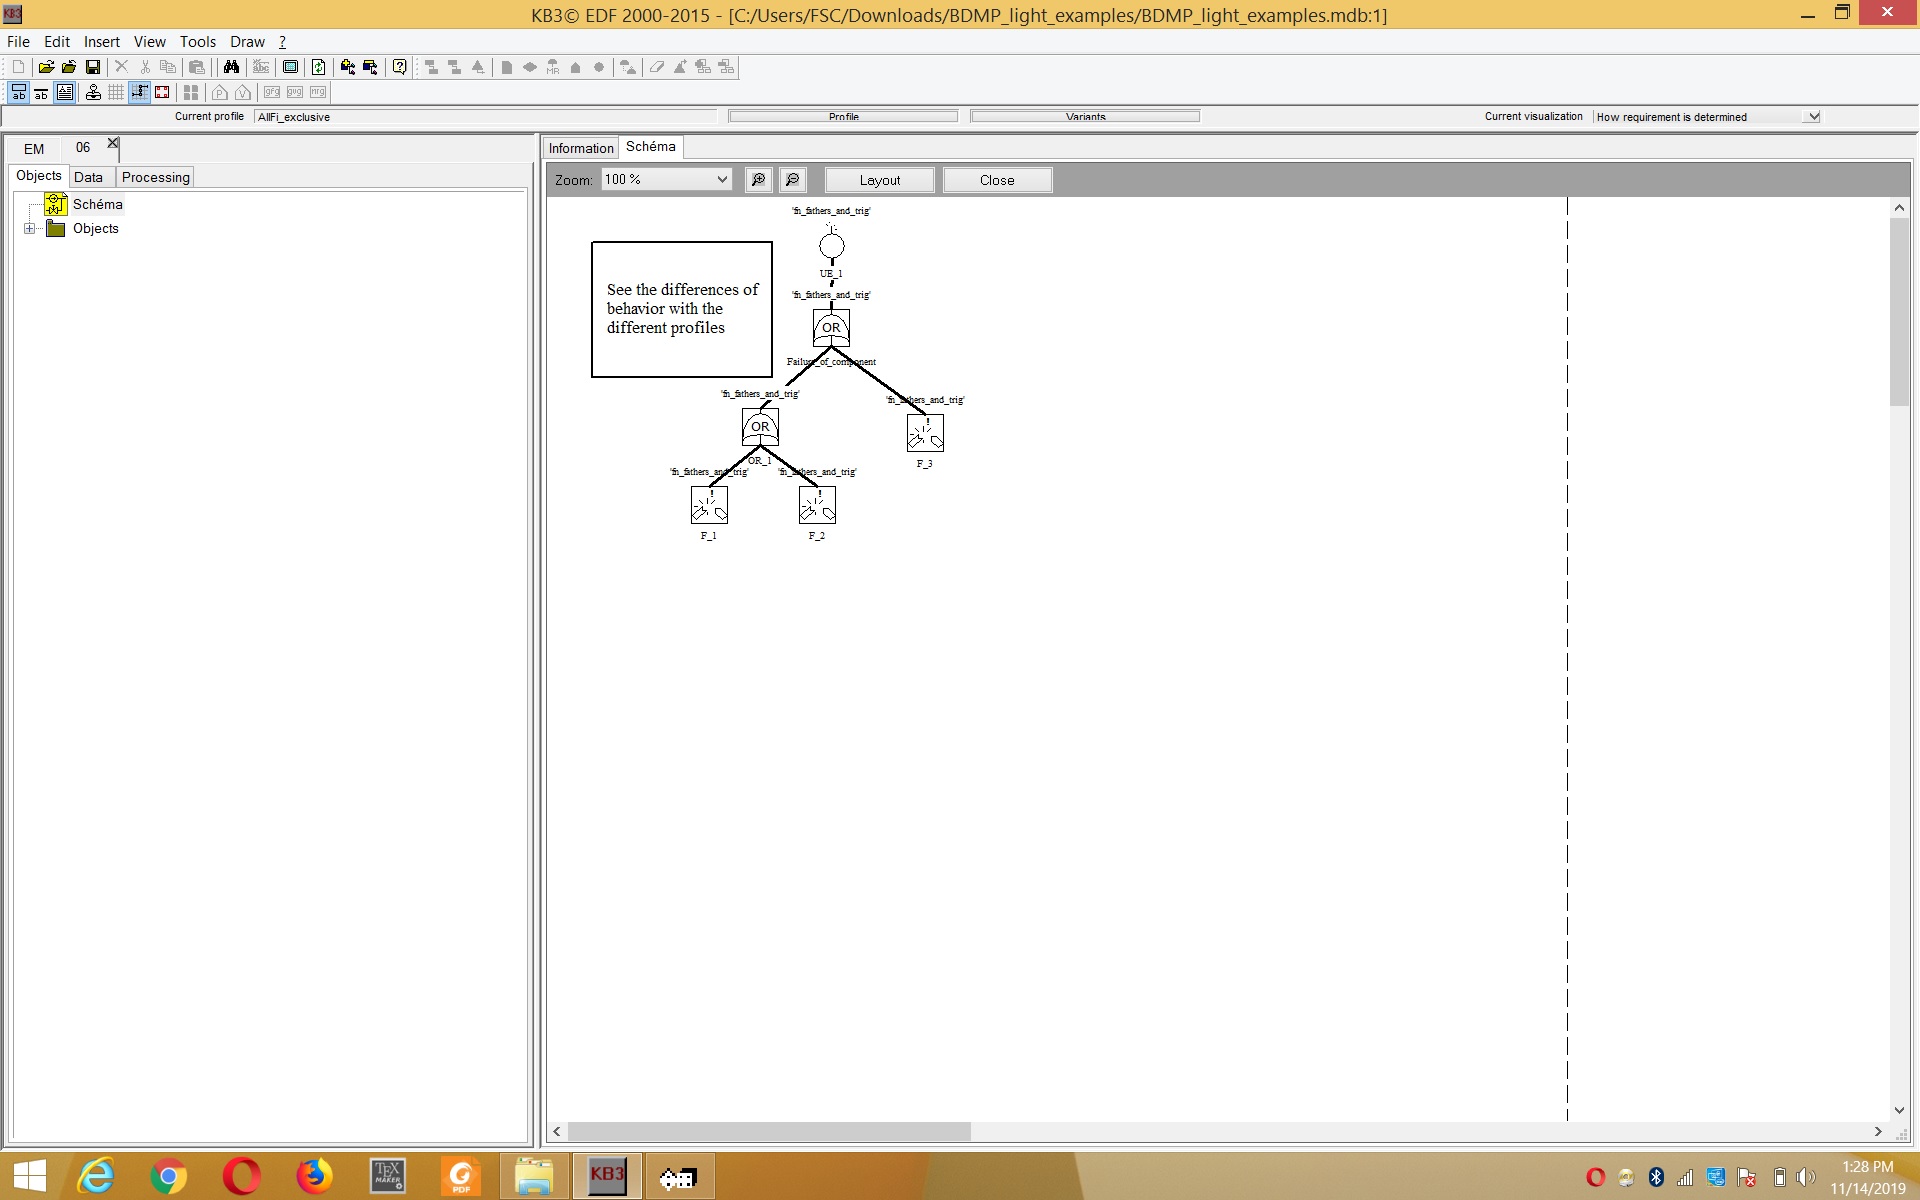 KB3© EDF 2000-2015 - [C:/Users/FSC/Downloads/BDMP_light_examples/BDMP_light_examples.mdb:1]
File Edit Insert View Tools Draw ?
Current profile AllFi_exclusive Profile Variants Current visualization How requirement is determined
EM 06
Objects Data Processing
Schéma
Objects
Information Schéma
Zoom: 100 % Layout Close
'fn_fathers_and_trig'
UE_1
'fn_fathers_and_trig'
OR
Failure_of_component
See the differences of
behavior with the
different profiles
'fn_fathers_and_trig' 'fn_fathers_and_trig'
OR
OR_1 F_3
'fn_fathers_and_trig' 'fn_fathers_and_trig'
F_1 F_2
KB3
1:28 PM
11/14/2019